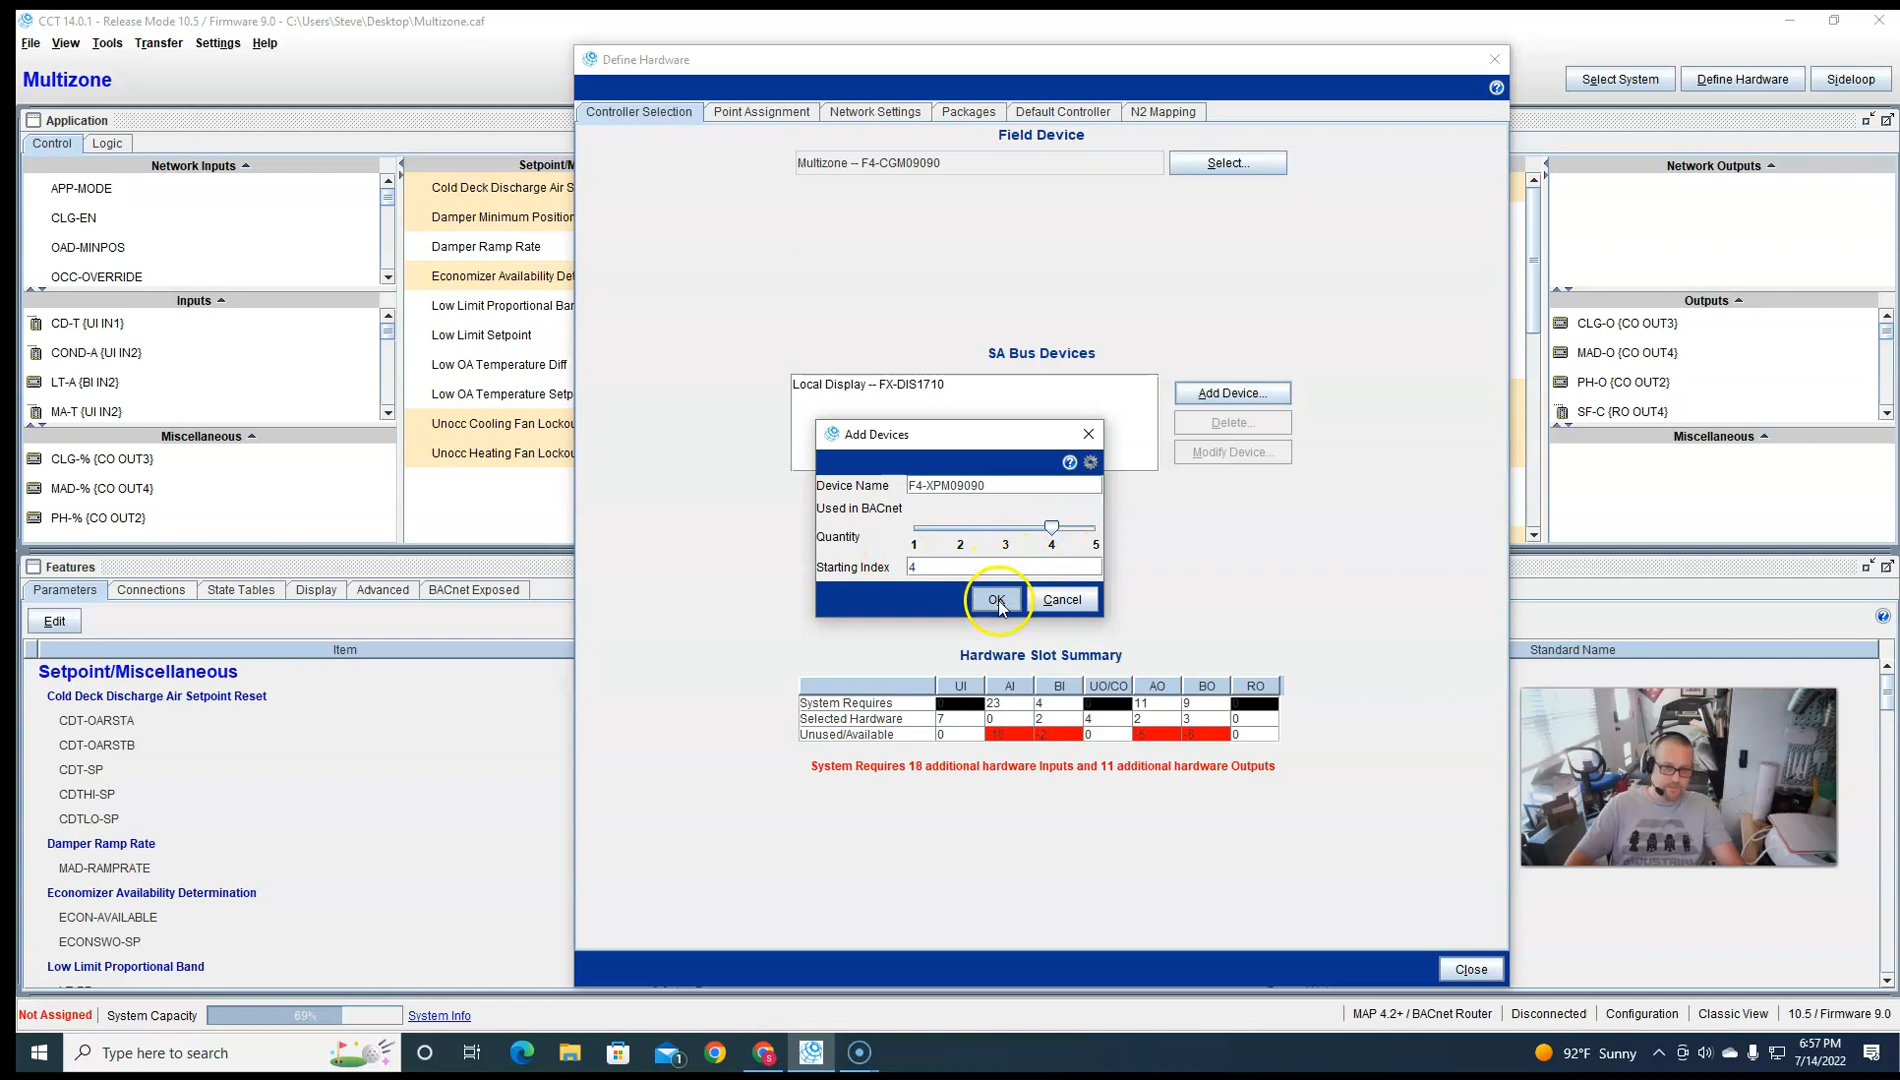 CCT 14.0.1 - Release Mode 10.5 / Firmware 9.0 - C:\Users\Steve\Desktop\Multizone.caf
File View Tools Transfer Settings Help
Multizone
Select System Define Hardware Sideloop
Application
Control Logic
Network Inputs
APP-MODE
CLG-EN
OAD-MINPOS
OCC-OVERRIDE
Inputs
CD-T {UI IN1}
COND-A {UI IN2}
LT-A {BI IN2}
MA-T {UI IN2}
Miscellaneous
CLG-% {CO OUT3}
MAD-% {CO OUT4}
PH-% {CO OUT2}
Setpoint/M
Cold Deck Discharge Air S
Damper Minimum Position
Damper Ramp Rate
Economizer Availability Det
Low Limit Proportional Bar
Low Limit Setpoint
Low OA Temperature Diff
Low OA Temperature Setp
Unocc Cooling Fan Lockou
Unocc Heating Fan Lockou
Define Hardware
Controller Selection Point Assignment Network Settings Packages Default Controller N2 Mapping
Field Device
Multizone -- F4-CGM09090 Select...
SA Bus Devices
Local Display -- FX-DIS1710
Add Device...
Delete...
Modify Device...
Add Devices
Device Name F4-XPM09090
Used in BACnet
Quantity
1 2 3 4 5
Starting Index 4
OK Cancel
Hardware Slot Summary
UI AI BI UO/CO AO BO RO
System Requires 0 23 4 0 11 9 0
Selected Hardware 7 0 2 4 2 3 0
Unused/Available 0 -16 -2 0 -5 -6 0
System Requires 18 additional hardware Inputs and 11 additional hardware Outputs
Close
Network Outputs
Outputs
CLG-O {CO OUT3}
MAD-O {CO OUT4}
PH-O {CO OUT2}
SF-C {RO OUT4}
Miscellaneous
Features
Parameters Connections State Tables Display Advanced BACnet Exposed
Edit
Item
Standard Name
Setpoint/Miscellaneous
Cold Deck Discharge Air Setpoint Reset
CDT-OARSTA
CDT-OARSTB
CDT-SP
CDTHI-SP
CDTLO-SP
Damper Ramp Rate
MAD-RAMPRATE
Economizer Availability Determination
ECON-AVAILABLE
ECONSWO-SP
Low Limit Proportional Band
INDUSTRIAL
Not Assigned System Capacity 69% System Info
MAP 4.2+ / BACnet Router Disconnected Configuration Classic View 10.5 / Firmware 9.0
Type here to search
1
S
92°F Sunny
6:57 PM
7/14/2022